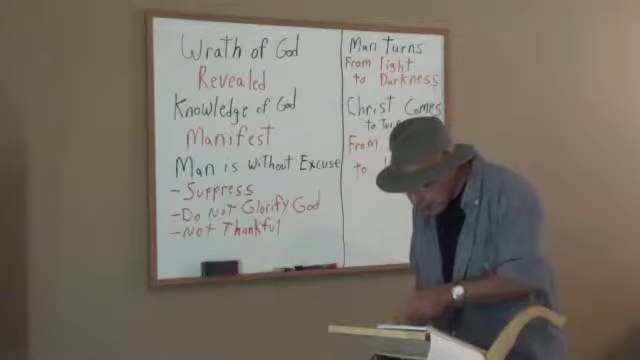 Wrath of God
Revealed
Knowledge of God
Manifest
Man is without Excuse
- Suppress
- Do Not Glorify God
- Not Thankful
Man Turns
From light
to Darkness
Christ Comes
to
From
to